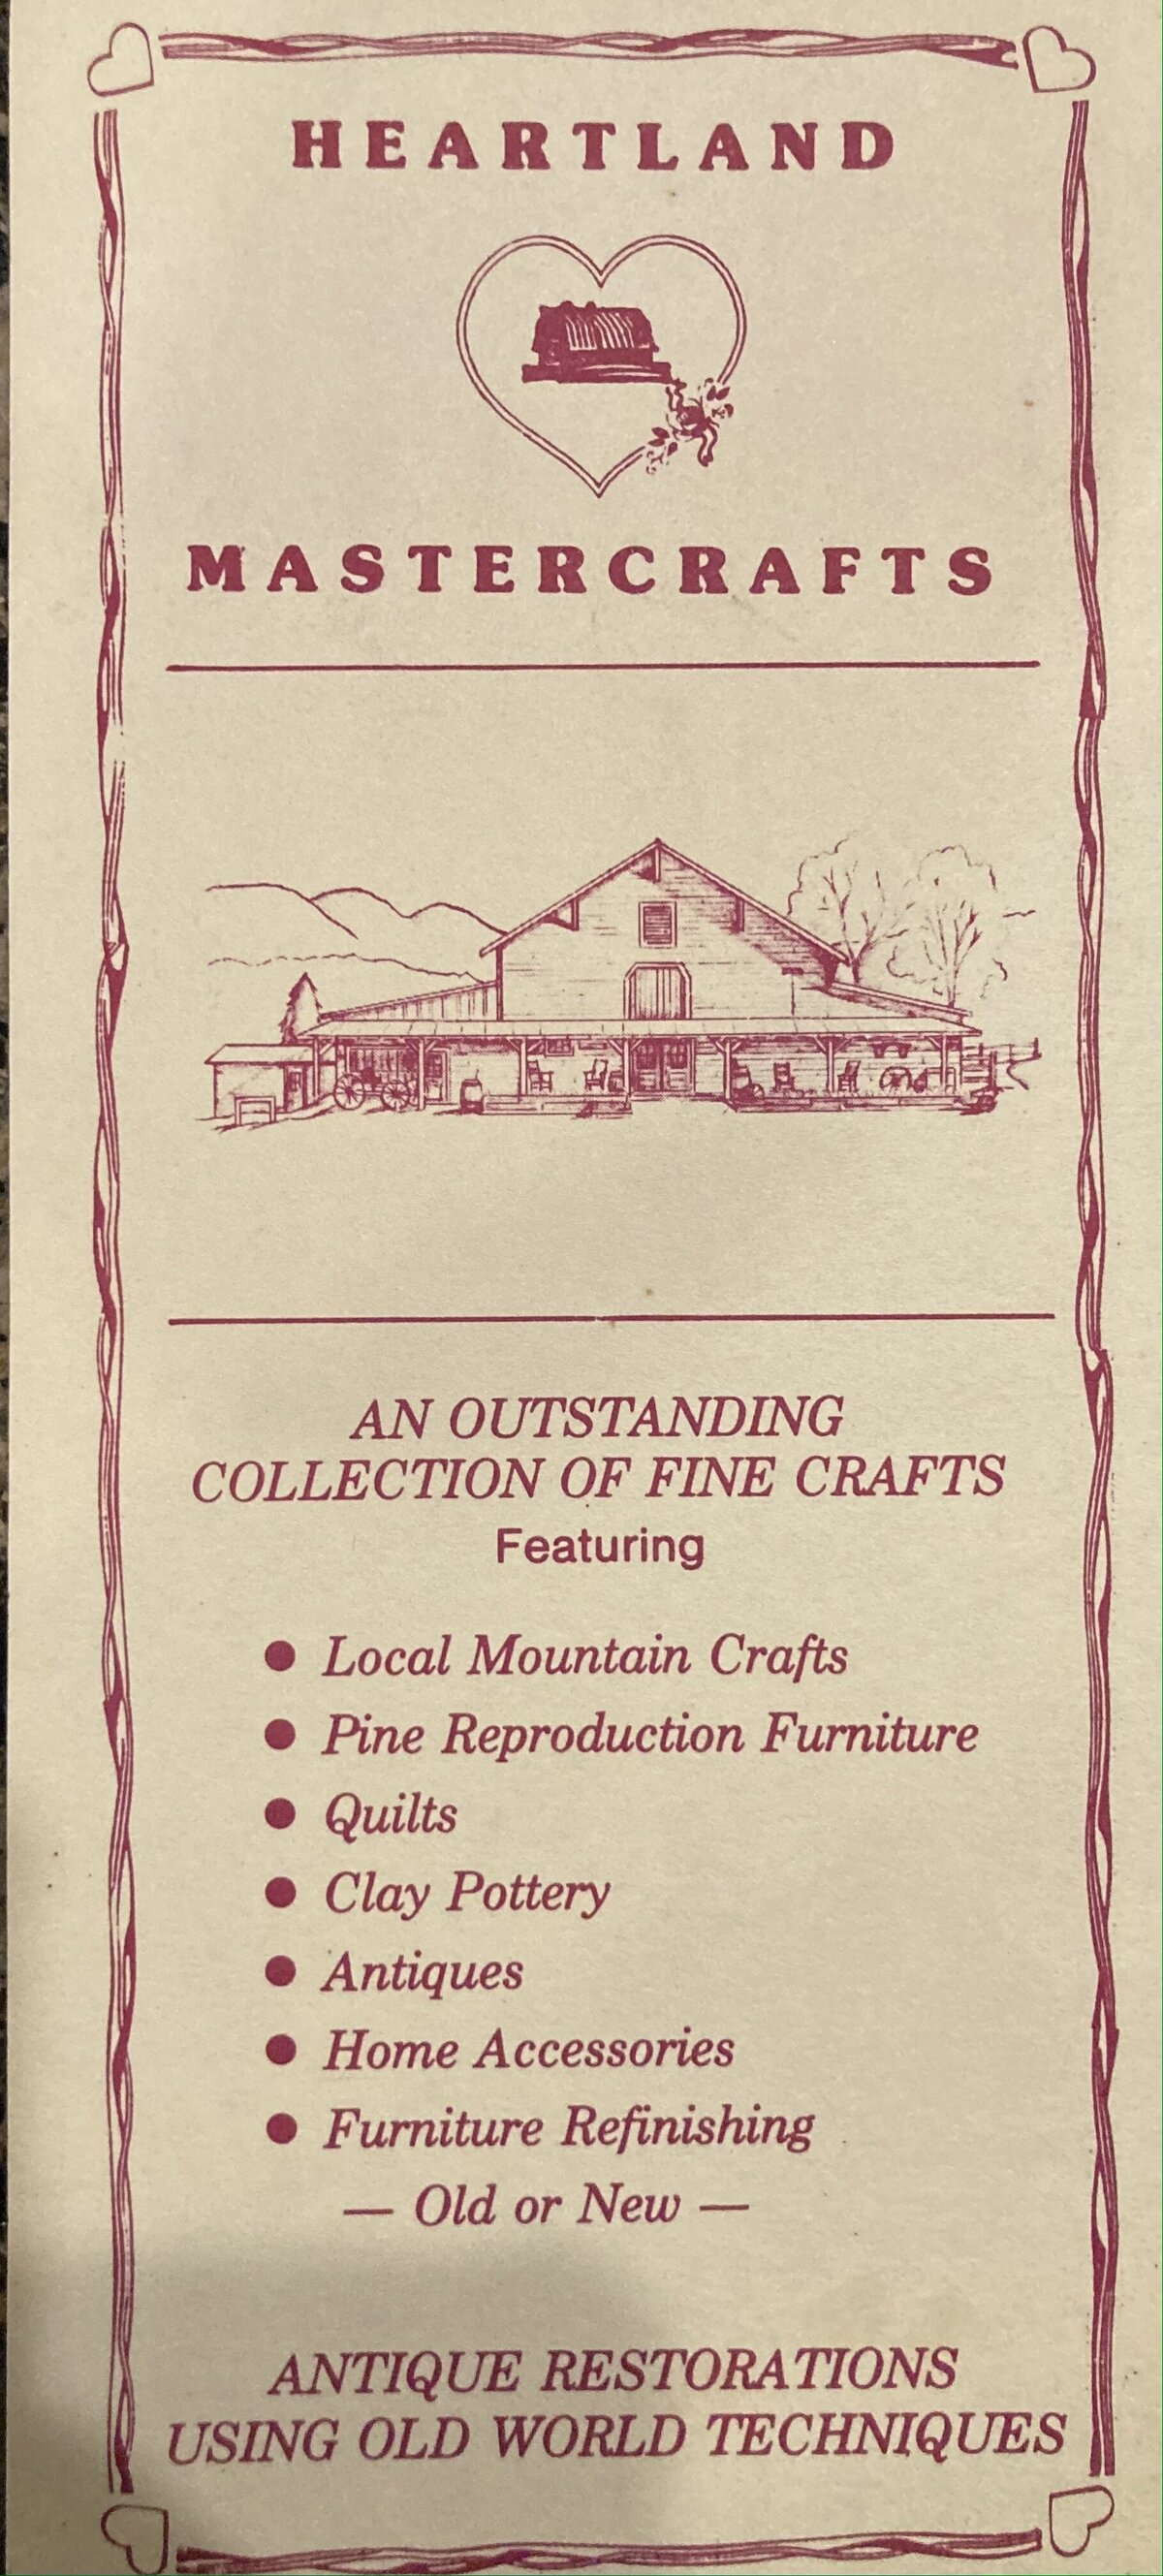 HEARTLAND
MASTERCRAFTS
AN OUTSTANDING
COLLECTION OF FINE CRAFTS
Featuring
● Local Mountain Crafts
● Pine Reproduction Furniture
● Quilts
● Clay Pottery
● Antiques
● Home Accessories
● Furniture Refinishing
— Old or New —
ANTIQUE RESTORATIONS
USING OLD WORLD TECHNIQUES